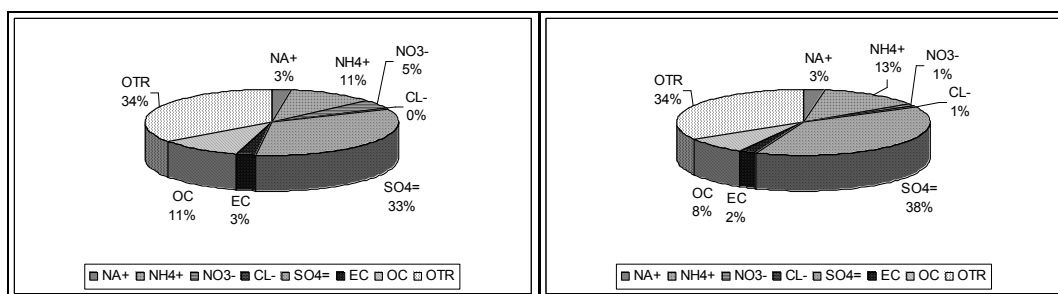 NA+
3%
NH4+
11%
NO3-
5%
CL-
0%
SO4=
33%
EC
3%
OC
11%
OTR
34%
NA+ NH4+ NO3- CL- SO4= EC OC OTR
NA+
3%
NH4+
13%
NO3-
1%
CL-
1%
SO4=
38%
EC
2%
OC
8%
OTR
34%
NA+ NH4+ NO3- CL- SO4= EC OC OTR